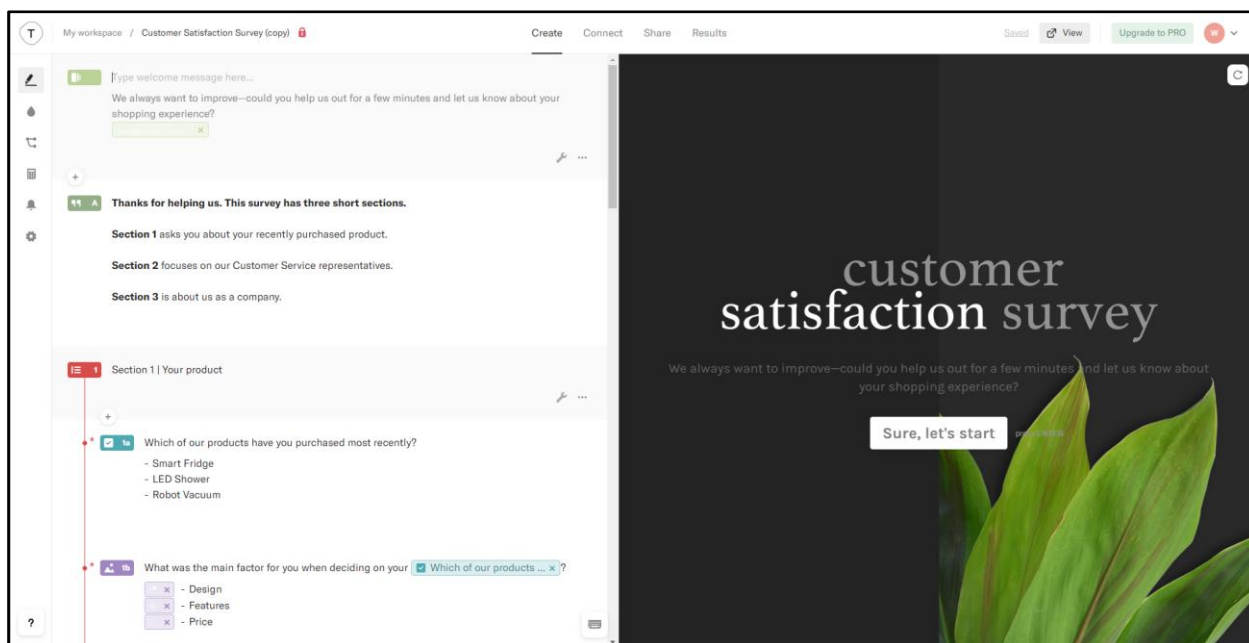 T My workspace / Customer Satisfaction Survey (copy) Create Connect Share Results Saved View Upgrade to PRO W
Type welcome message here...
We always want to improve—could you help us out for a few minutes and let us know about your
shopping experience?
A Thanks for helping us. This survey has three short sections.
Section 1 asks you about your recently purchased product.
Section 2 focuses on our Customer Service representatives.
Section 3 is about us as a company.
1 Section 1 | Your product
* 1a Which of our products have you purchased most recently?
- Smart Fridge
- LED Shower
- Robot Vacuum
* 1b What was the main factor for you when deciding on your Which of our products ... × ?
× - Design
× - Features
× - Price
?
customer
satisfaction survey
We always want to improve—could you help us out for a few minutes and let us know about
your shopping experience?
Sure, let's start press ENTER